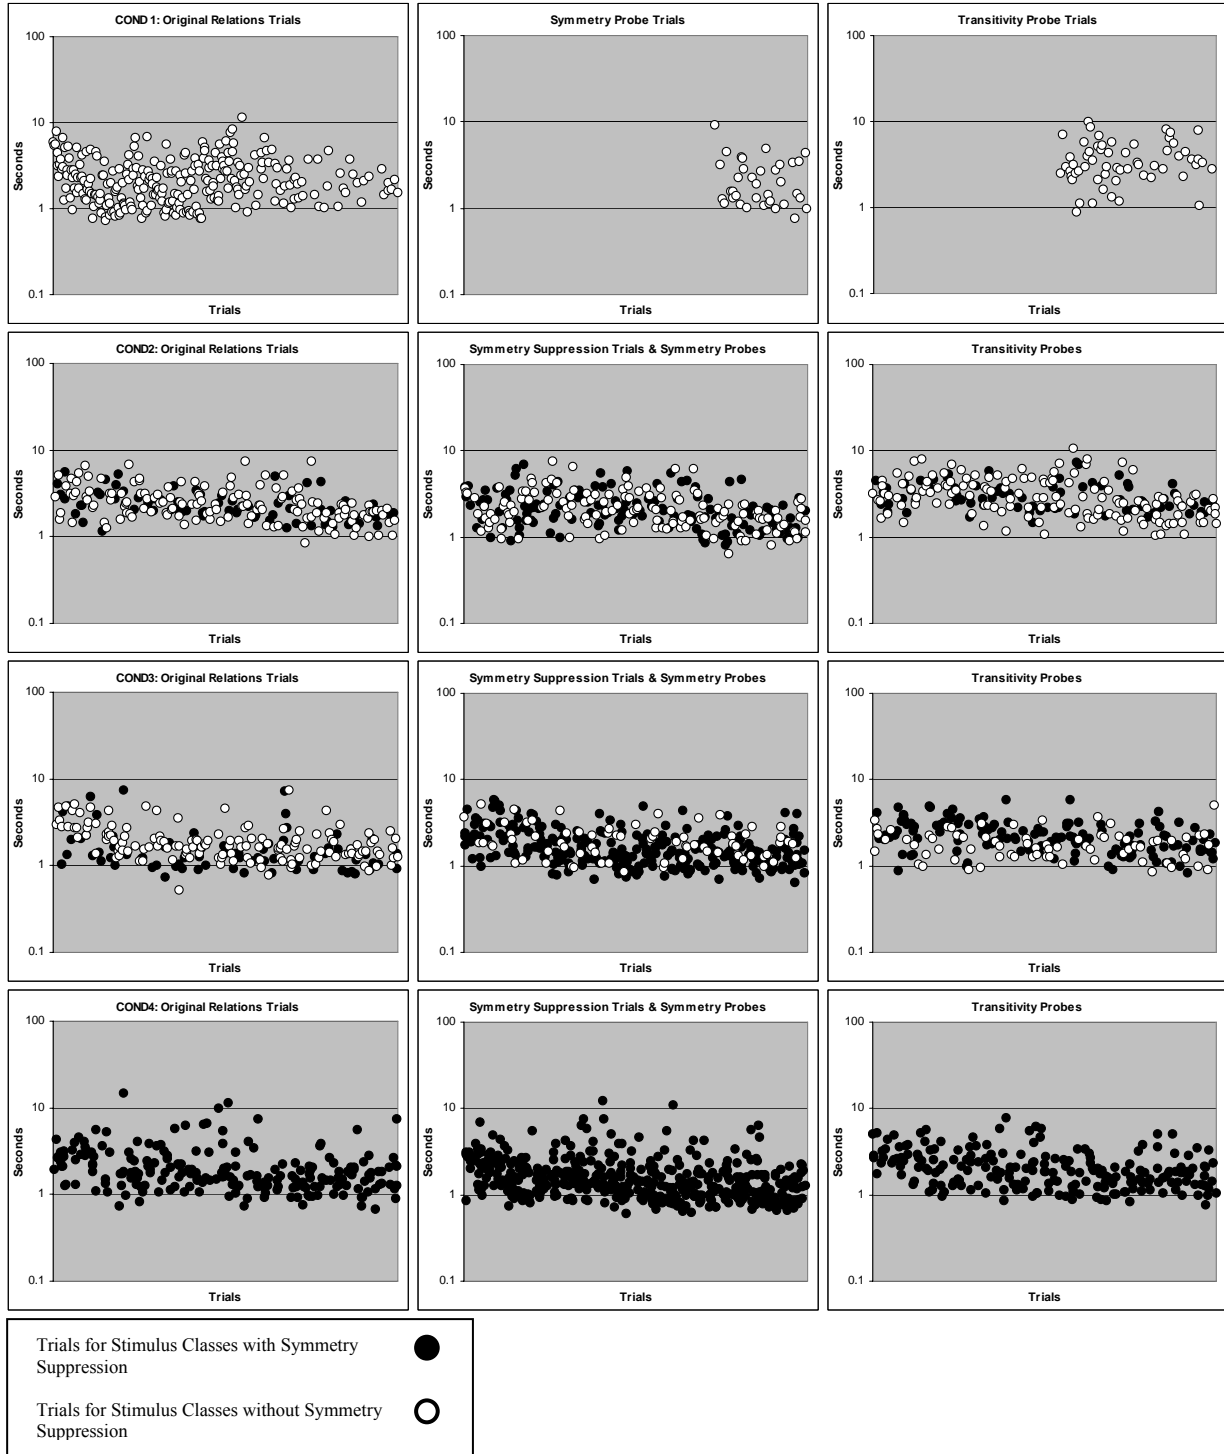 COND 1: Original Relations Trials
100
10
1
0.1
Seconds
Trials
Symmetry Probe Trials
100
10
1
0.1
Seconds
Trials
Transitivity Probe Trials
100
10
1
0.1
Seconds
Trials
COND2: Original Relations Trials
100
10
1
0.1
Seconds
Trials
Symmetry Suppression Trials & Symmetry Probes
100
10
1
0.1
Seconds
Trials
Transitivity Probes
100
10
1
0.1
Seconds
Trials
COND3: Original Relations Trials
100
10
1
0.1
Seconds
Trials
Symmetry Suppression Trials & Symmetry Probes
100
10
1
0.1
Seconds
Trials
Transitivity Probes
100
10
1
0.1
Seconds
Trials
COND4: Original Relations Trials
100
10
1
0.1
Seconds
Trials
Symmetry Suppression Trials & Symmetry Probes
100
10
1
0.1
Seconds
Trials
Transitivity Probes
100
10
1
0.1
Seconds
Trials
Trials for Stimulus Classes with Symmetry
Suppression
Trials for Stimulus Classes without Symmetry
Suppression